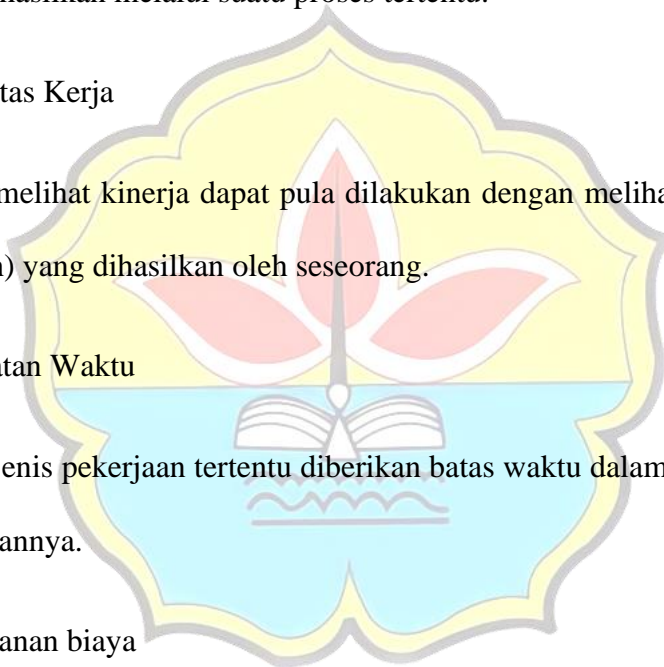 hasilkan melalui suatu proses tertentu.
tas Kerja
melihat kinerja dapat pula dilakukan dengan meliha
) yang dihasilkan oleh seseorang.
atan Waktu
enis pekerjaan tertentu diberikan batas waktu dalam
annya.
anan biaya